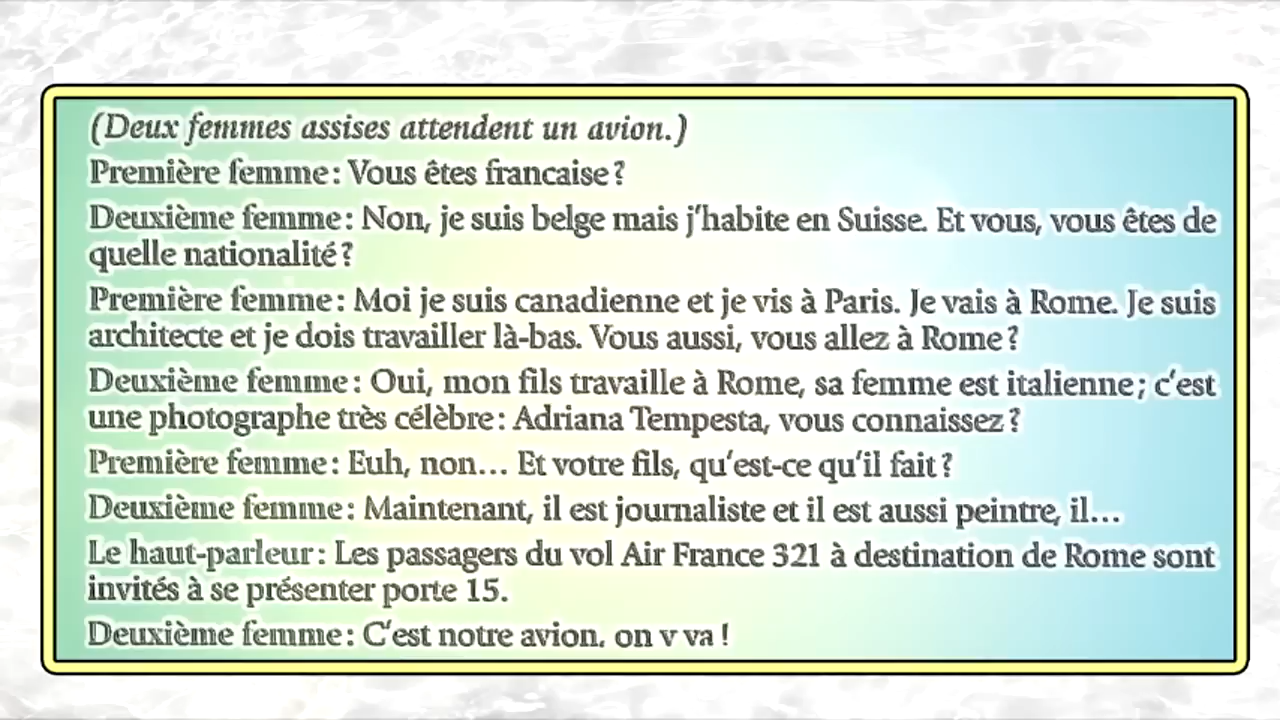 (Deux femmes assises attendent un avion.)
Première femme: Vous êtes francaise?
Deuxième femme: Non, je suis belge mais j'habite en Suisse. Et vous, vous êtes de
quelle nationalité?
Première femme: Moi je suis canadienne et je vis à Paris. Je vais à Rome. Je suis
architecte et je dois travailler là-bas. Vous aussi, vous allez à Rome?
Deuxième femme: Oui, mon fils travaille à Rome, sa femme est italienne; c'est
une photographe très célèbre: Adriana Tempesta, vous connaissez?
Première femme: Euh, non... Et votre fils, qu'est-ce qu'il fait?
Deuxième femme: Maintenant, il est journaliste et il est aussi peintre, il...
Le haut-parleur: Les passagers du vol Air France 321 à destination de Rome sont
invités à se présenter porte 15.
Deuxième femme: C'est notre avion, on y va!